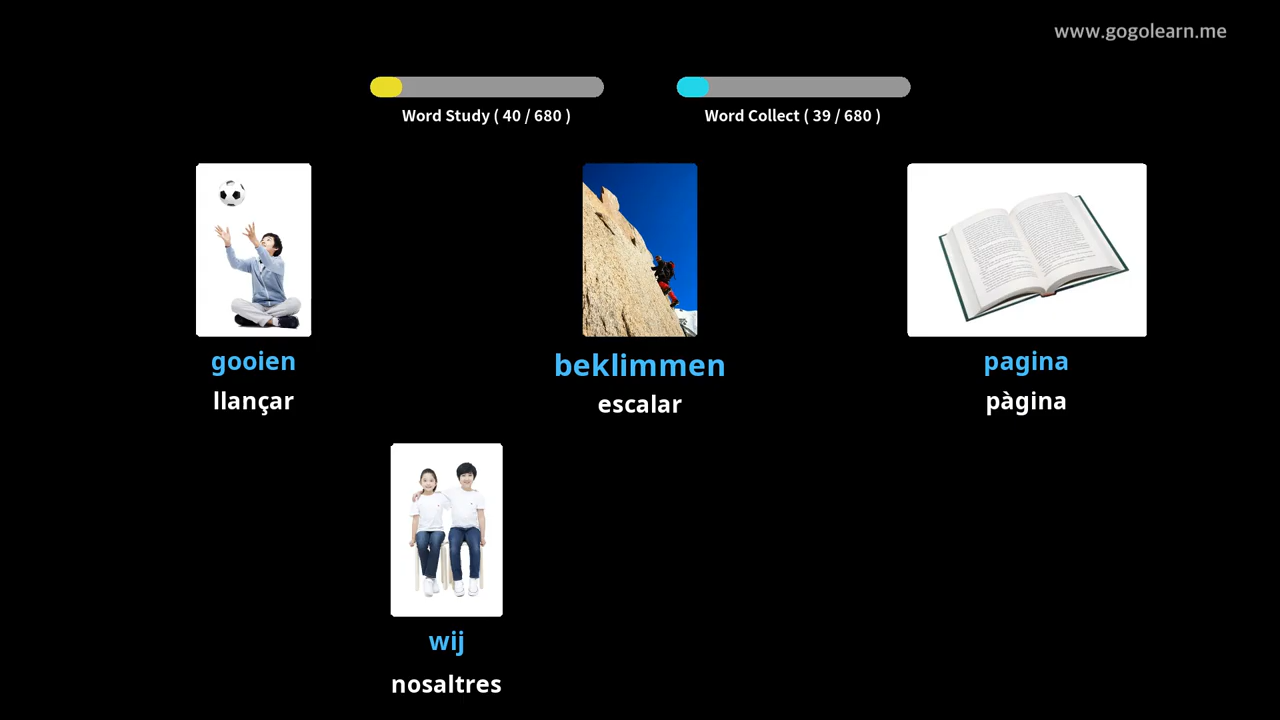 www.gogolearn.me
Word Study ( 40 / 680 )
Word Collect ( 39 / 680 )
gooien
llançar
beklimmen
escalar
pagina
pàgina
wij
nosaltres